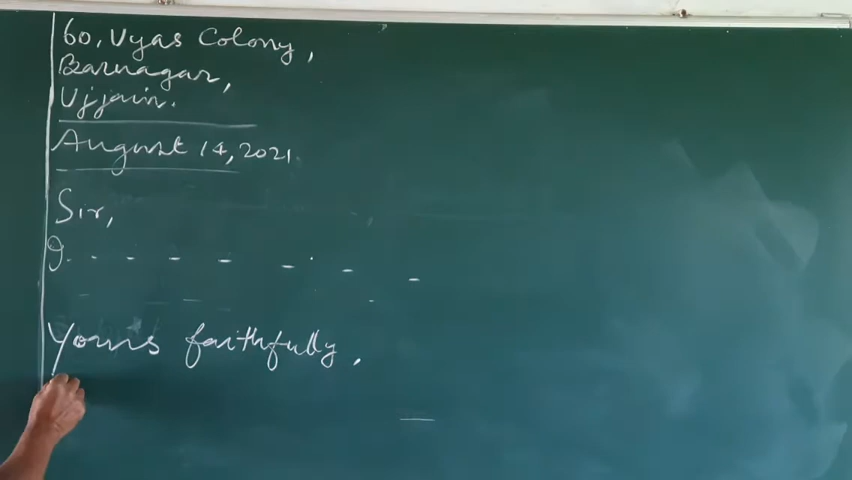 60, Vyas Colony,
Barnagar,
Ujjain.
August 14, 2021
Sir,
I - - - - - - -
Yours faithfully,